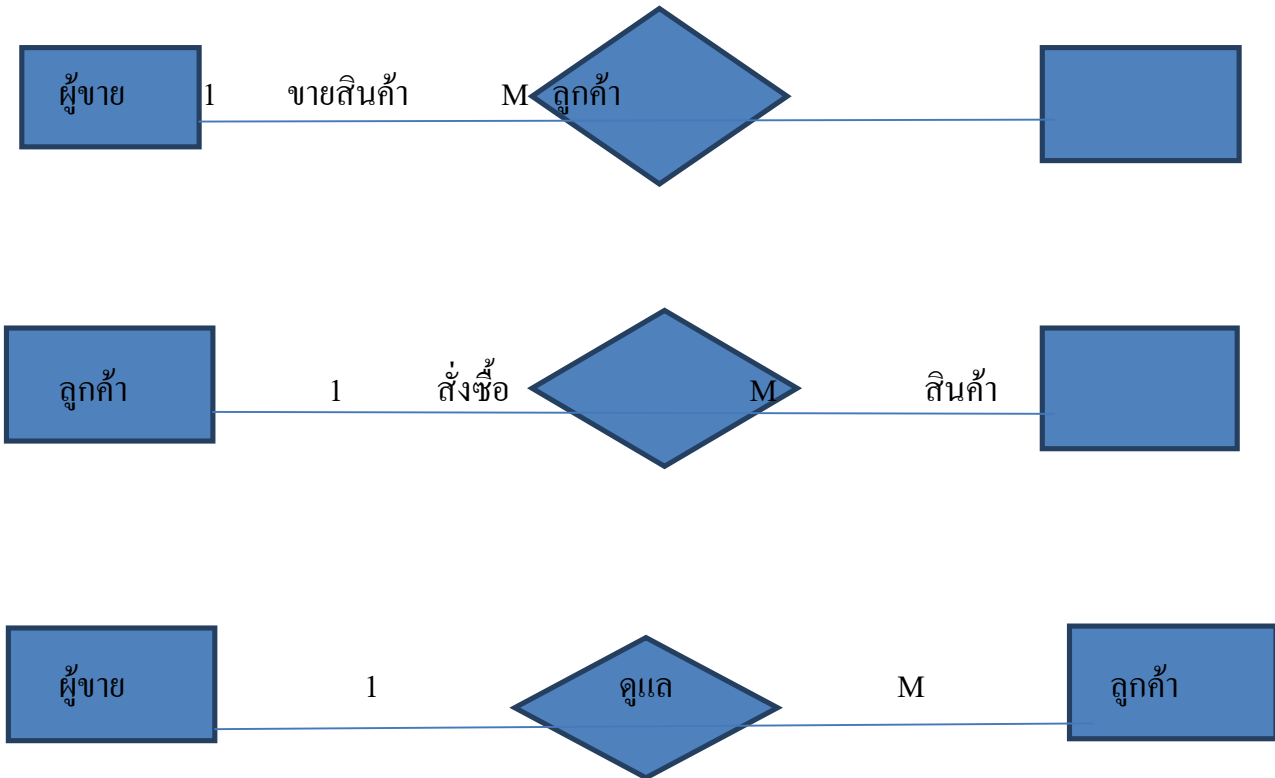 ผู้ขาย 1 ขายสินค้า M ลูกค้า
ลูกค้า 1 สั่งซื้อ M สินค้า
ผู้ขาย 1 ดูแล M ลูกค้า